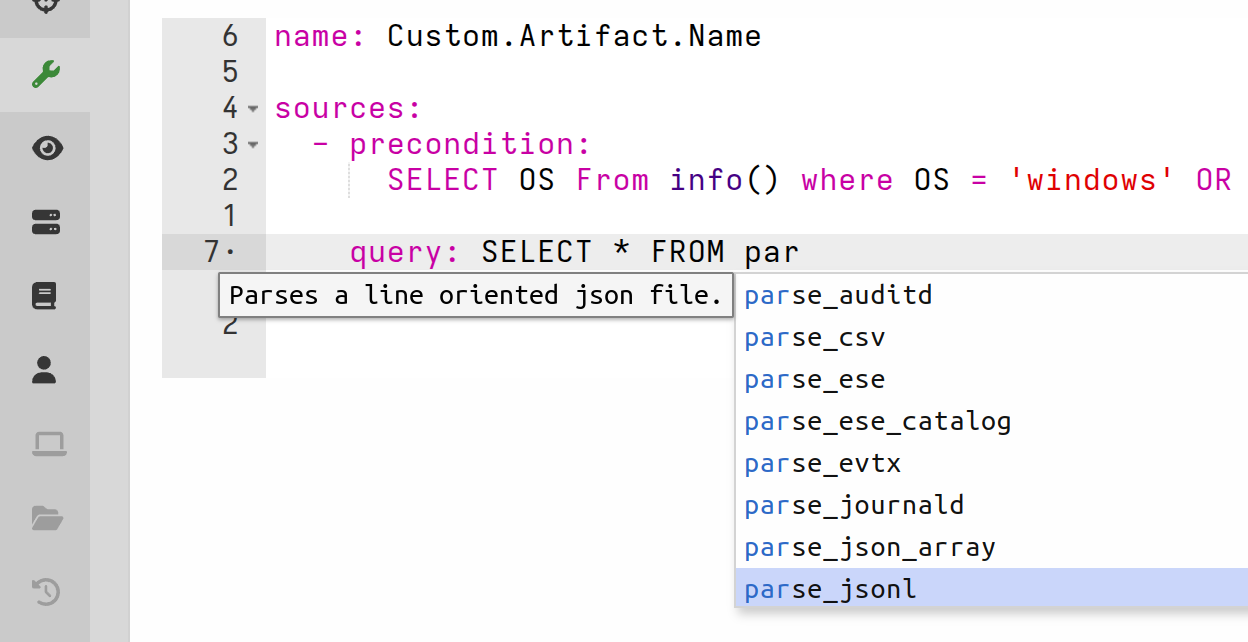 6 name: Custom.Artifact.Name
5
4 sources:
3 - precondition:
2 SELECT OS From info() where OS = 'windows' OR
1
7· query: SELECT * FROM par
Parses a line oriented json file.
2
parse_auditd
parse_csv
parse_ese
parse_ese_catalog
parse_evtx
parse_journald
parse_json_array
parse_jsonl